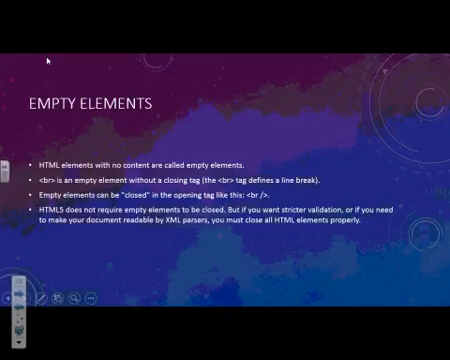 EMPTY ELEMENTS
• HTML elements with no content are called empty elements.
• <br> is an empty element without a closing tag (the <br> tag defines a line break).
• Empty elements can be "closed" in the opening tag like this: <br />.
• HTML5 does not require empty elements to be closed. But if you want stricter validation, or if you need
to make your document readable by XML parsers, you must close all HTML elements properly.